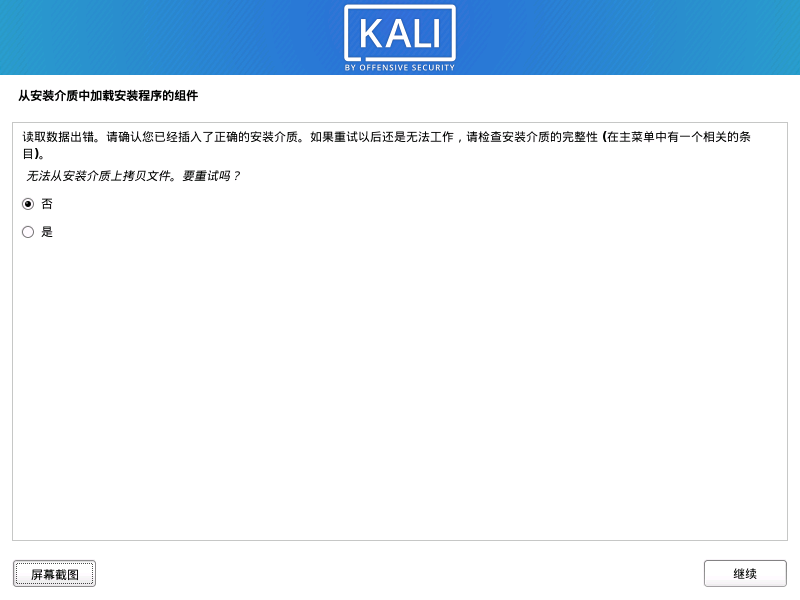 KALI
BY OFFENSIVE SECURITY
从安装介质中加载安装程序的组件
读取数据出错。请确认您已经插入了正确的安装介质。如果重试以后还是无法工作，请检查安装介质的完整性 (在主菜单中有一个相关的条
目)。
无法从安装介质上拷贝文件。要重试吗？
否
是
屏幕截图
继续